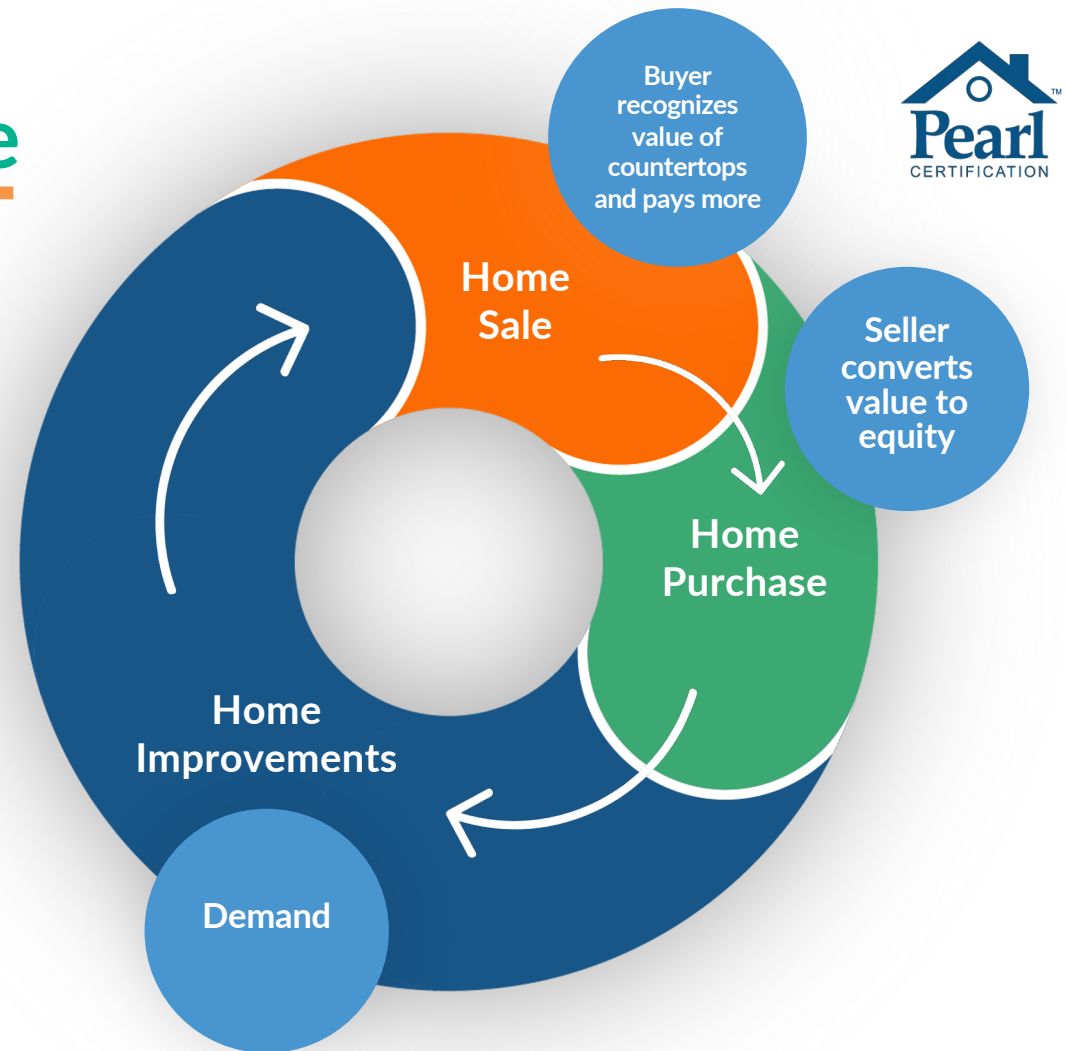 e
Buyer
recognizes
value of
countertops
and pays more
Pearl
™
CERTIFICATION
Home
Sale
Seller
converts
value to
equity
Home
Purchase
Home
Improvements
Demand